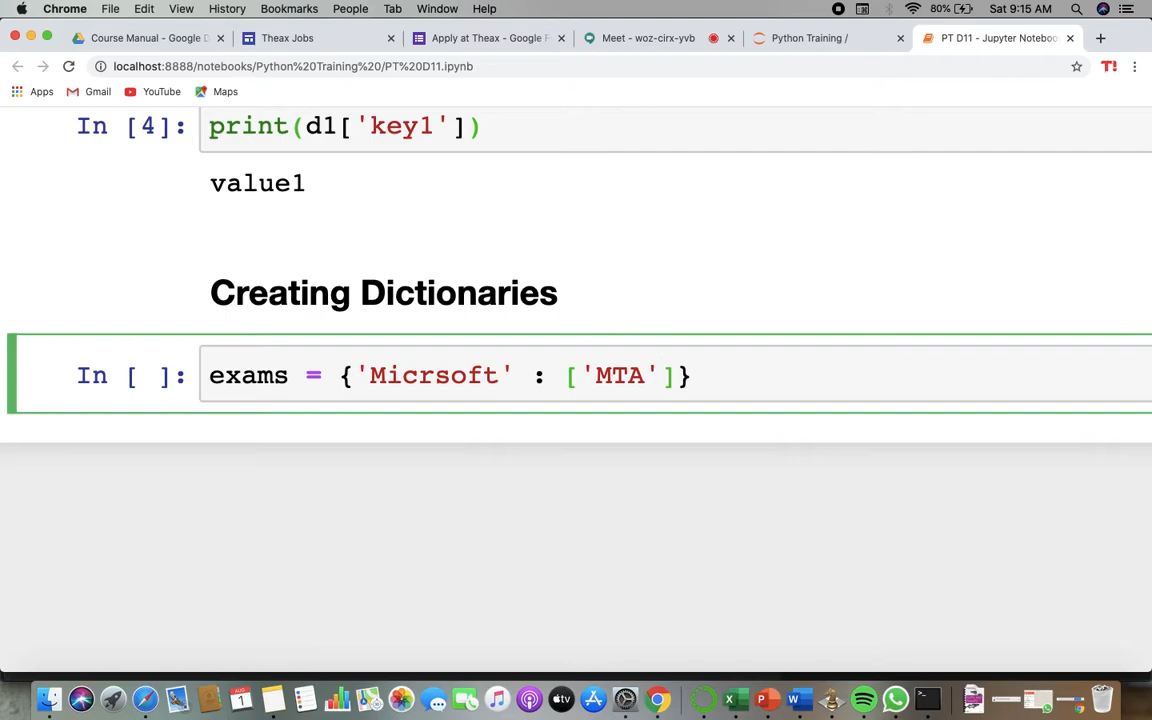 Chrome File Edit View History Bookmarks People Tab Window Help 80% Sat 9:15 AM
Course Manual - Google D Theax Jobs Apply at Theax - Google F Meet - woz-cirx-yvb Python Training / PT D11 - Jupyter Noteboo
localhost:8888/notebooks/Python%20Training%20/PT%20D11.ipynb T!
Apps Gmail YouTube Maps
In [4]: print(d1['key1'])
value1
Creating Dictionaries
In [ ]: exams = {'Micrsoft' : ['MTA']}